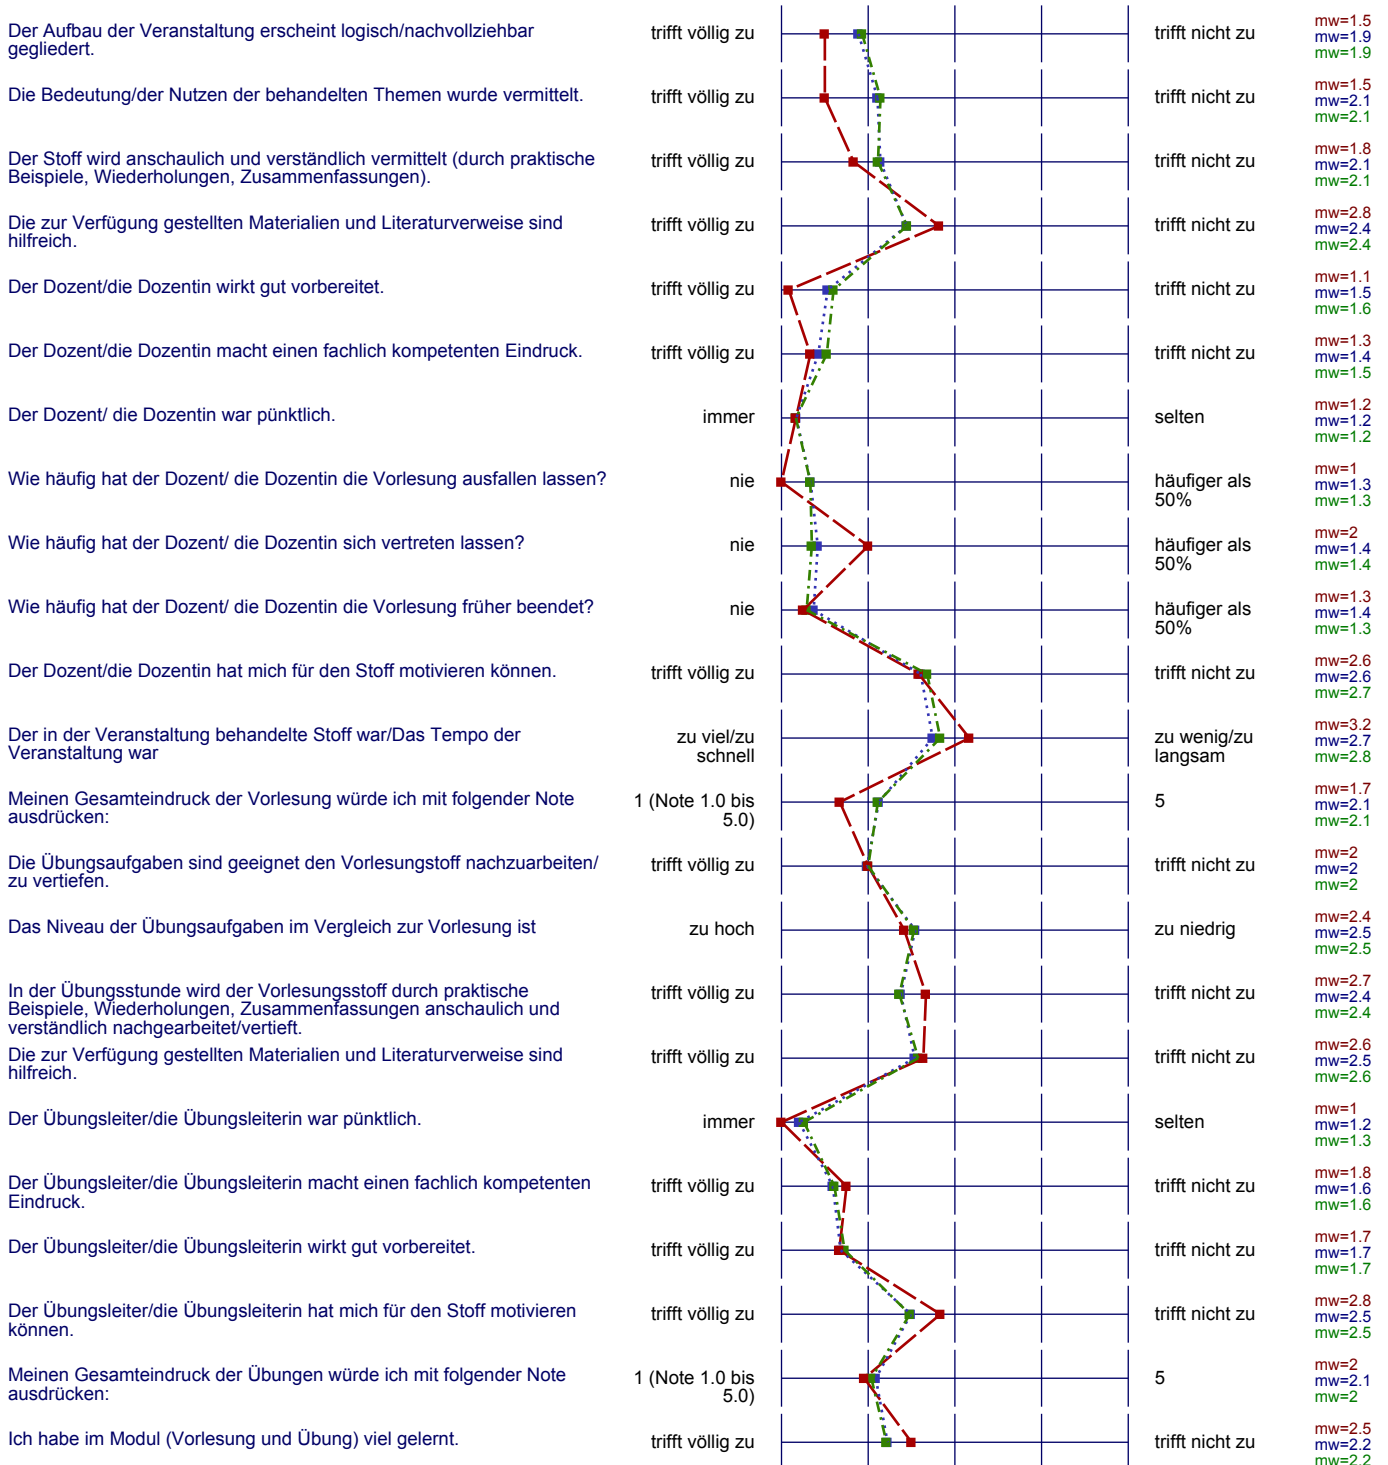 Der Aufbau der Veranstaltung erscheint logisch/nachvollziehbar
gegliedert.
trifft völlig zu
trifft nicht zu
mw=1.5
mw=1.9
mw=1.9
Die Bedeutung/der Nutzen der behandelten Themen wurde vermittelt.
trifft völlig zu
trifft nicht zu
mw=1.5
mw=2.1
mw=2.1
Der Stoff wird anschaulich und verständlich vermittelt (durch praktische
Beispiele, Wiederholungen, Zusammenfassungen).
trifft völlig zu
trifft nicht zu
mw=1.8
mw=2.1
mw=2.1
Die zur Verfügung gestellten Materialien und Literaturverweise sind
hilfreich.
trifft völlig zu
trifft nicht zu
mw=2.8
mw=2.4
mw=2.4
Der Dozent/die Dozentin wirkt gut vorbereitet.
trifft völlig zu
trifft nicht zu
mw=1.1
mw=1.5
mw=1.6
Der Dozent/die Dozentin macht einen fachlich kompetenten Eindruck.
trifft völlig zu
trifft nicht zu
mw=1.3
mw=1.4
mw=1.5
Der Dozent/ die Dozentin war pünktlich.
immer
selten
mw=1.2
mw=1.2
mw=1.2
Wie häufig hat der Dozent/ die Dozentin die Vorlesung ausfallen lassen?
nie
häufiger als
50%
mw=1
mw=1.3
mw=1.3
Wie häufig hat der Dozent/ die Dozentin sich vertreten lassen?
nie
häufiger als
50%
mw=2
mw=1.4
mw=1.4
Wie häufig hat der Dozent/ die Dozentin die Vorlesung früher beendet?
nie
häufiger als
50%
mw=1.3
mw=1.4
mw=1.3
Der Dozent/die Dozentin hat mich für den Stoff motivieren können.
trifft völlig zu
trifft nicht zu
mw=2.6
mw=2.6
mw=2.7
Der in der Veranstaltung behandelte Stoff war/Das Tempo der
Veranstaltung war
zu viel/zu
schnell
zu wenig/zu
langsam
mw=3.2
mw=2.7
mw=2.8
Meinen Gesamteindruck der Vorlesung würde ich mit folgender Note
ausdrücken:
1 (Note 1.0 bis
5.0)
5
mw=1.7
mw=2.1
mw=2.1
Die Übungsaufgaben sind geeignet den Vorlesungstoff nachzuarbeiten/
zu vertiefen.
trifft völlig zu
trifft nicht zu
mw=2
mw=2
mw=2
Das Niveau der Übungsaufgaben im Vergleich zur Vorlesung ist
zu hoch
zu niedrig
mw=2.4
mw=2.5
mw=2.5
In der Übungsstunde wird der Vorlesungsstoff durch praktische
Beispiele, Wiederholungen, Zusammenfassungen anschaulich und
verständlich nachgearbeitet/vertieft.
trifft völlig zu
trifft nicht zu
mw=2.7
mw=2.4
mw=2.4
Die zur Verfügung gestellten Materialien und Literaturverweise sind
hilfreich.
trifft völlig zu
trifft nicht zu
mw=2.6
mw=2.5
mw=2.6
Der Übungsleiter/die Übungsleiterin war pünktlich.
immer
selten
mw=1
mw=1.2
mw=1.3
Der Übungsleiter/die Übungsleiterin macht einen fachlich kompetenten
Eindruck.
trifft völlig zu
trifft nicht zu
mw=1.8
mw=1.6
mw=1.6
Der Übungsleiter/die Übungsleiterin wirkt gut vorbereitet.
trifft völlig zu
trifft nicht zu
mw=1.7
mw=1.7
mw=1.7
Der Übungsleiter/die Übungsleiterin hat mich für den Stoff motivieren
können.
trifft völlig zu
trifft nicht zu
mw=2.8
mw=2.5
mw=2.5
Meinen Gesamteindruck der Übungen würde ich mit folgender Note
ausdrücken:
1 (Note 1.0 bis
5.0)
5
mw=2
mw=2.1
mw=2
Ich habe im Modul (Vorlesung und Übung) viel gelernt.
trifft völlig zu
trifft nicht zu
mw=2.5
mw=2.2
mw=2.2